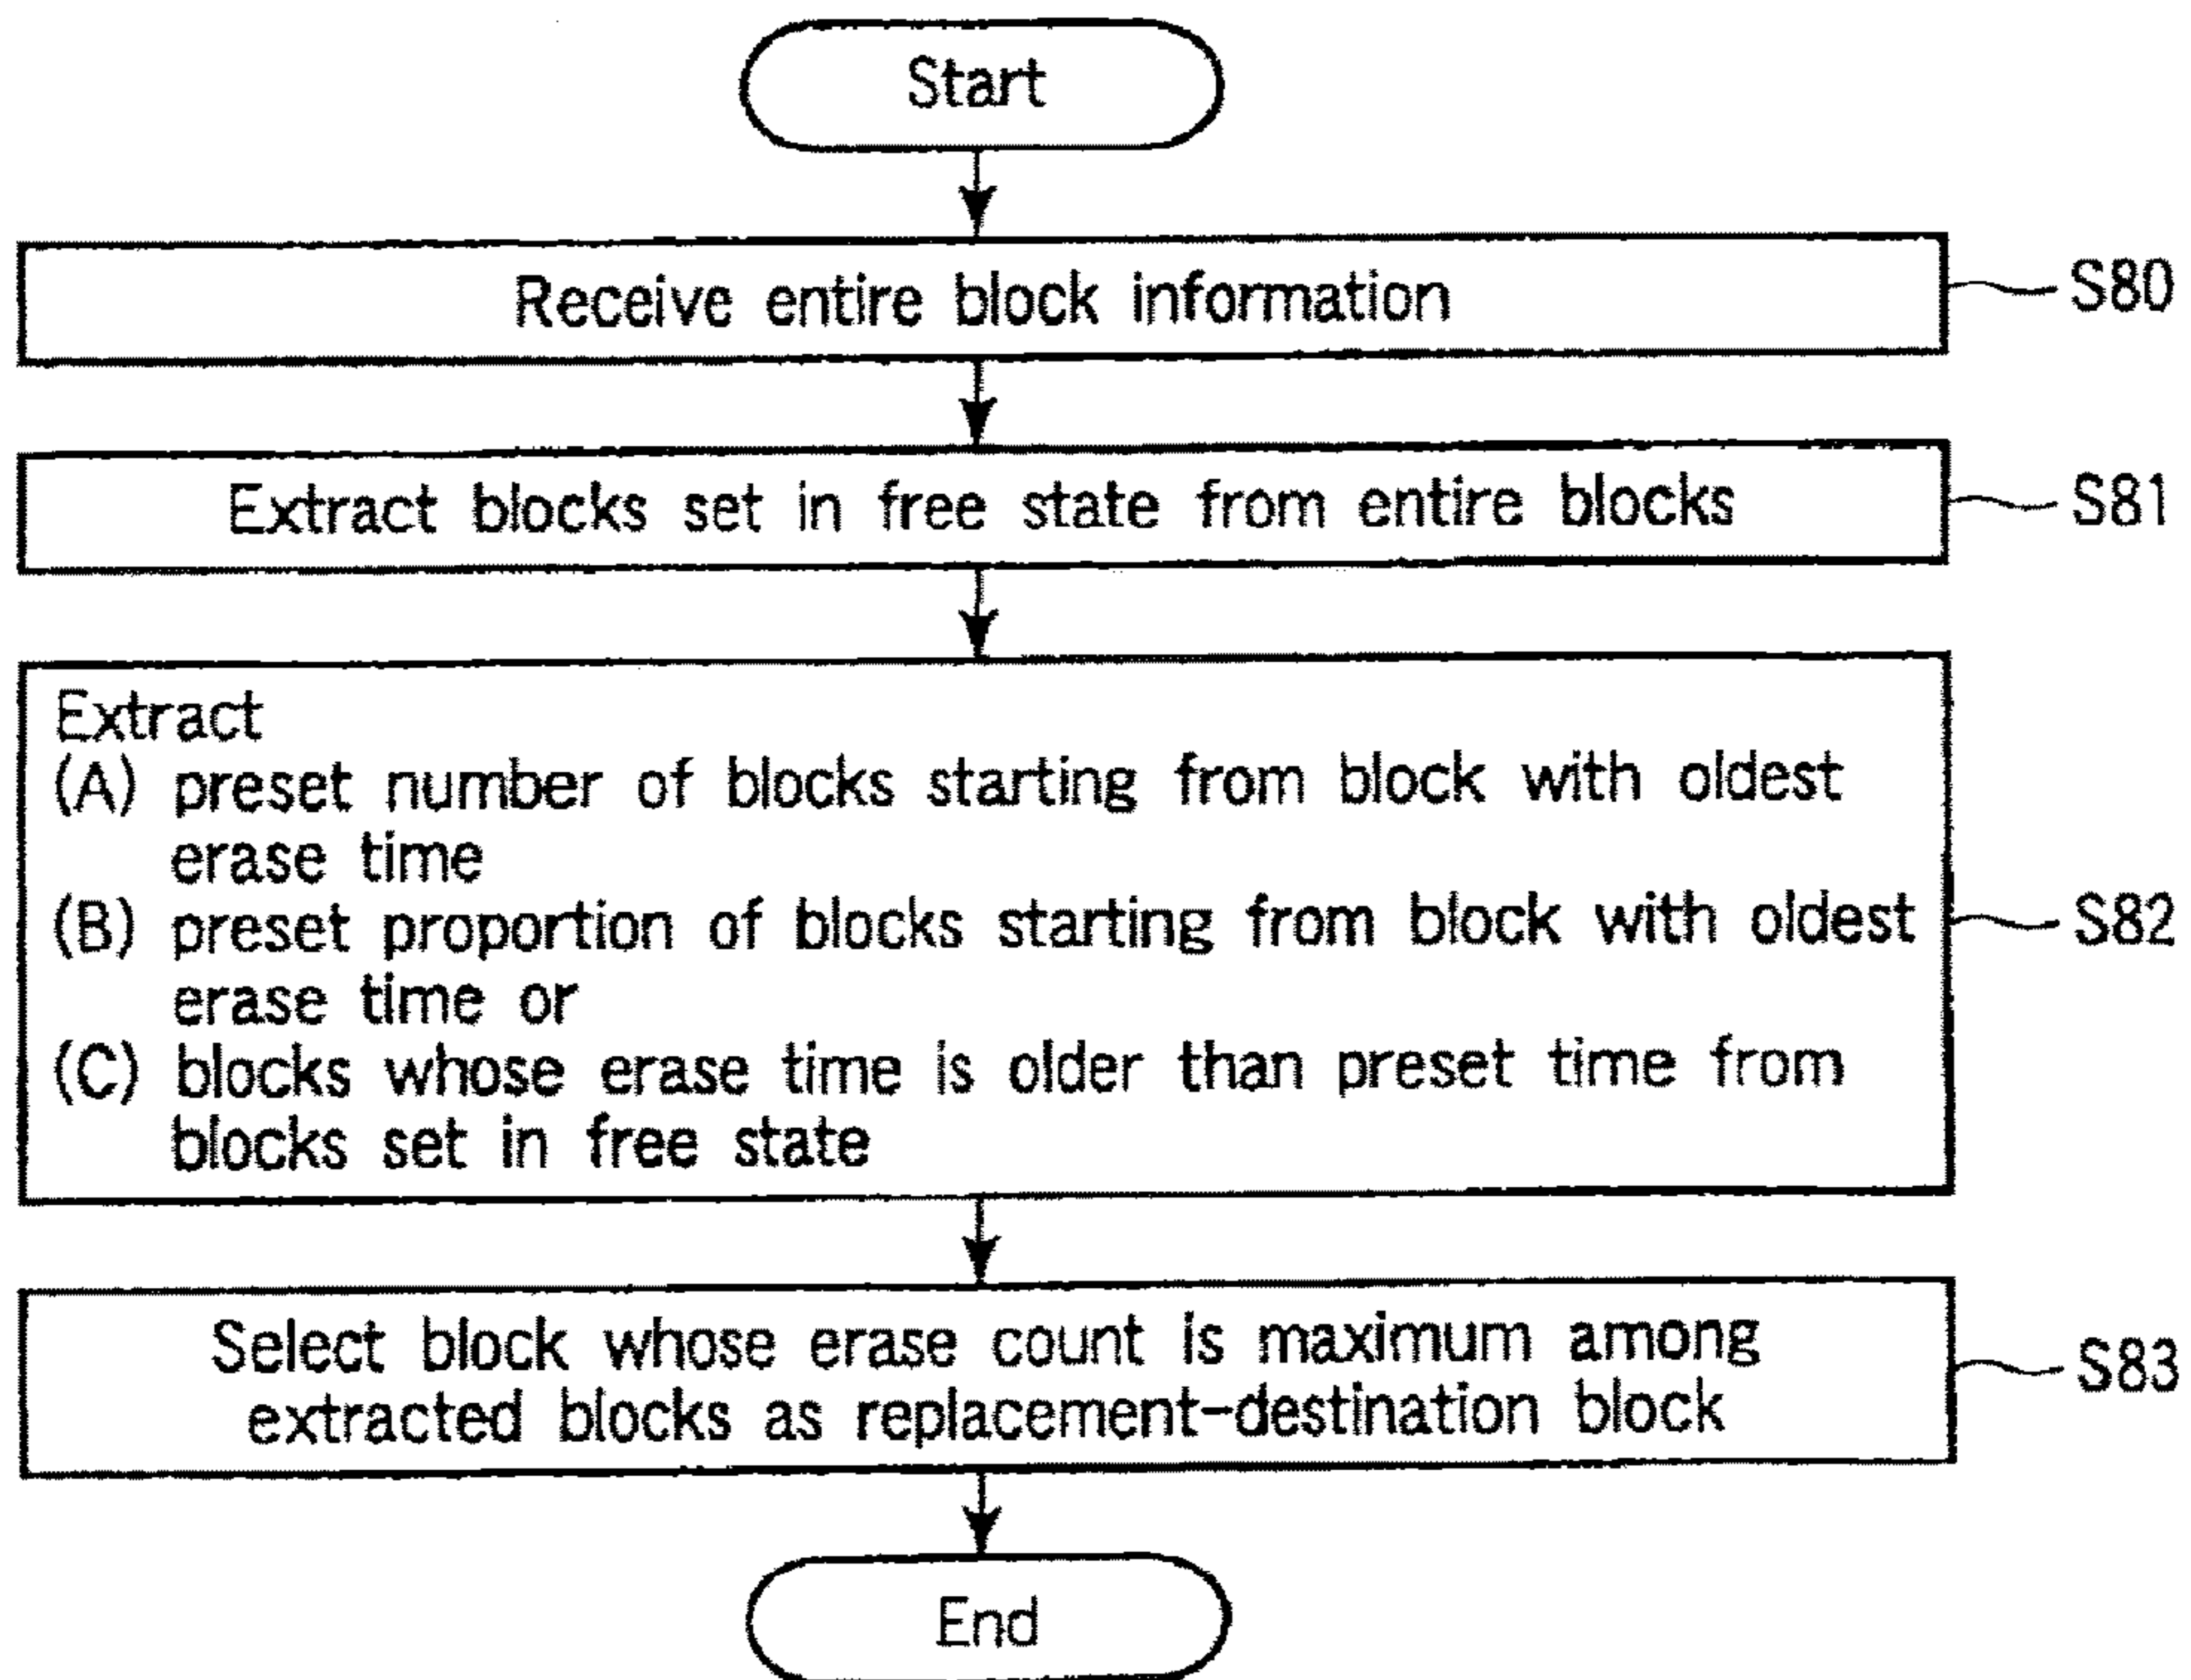 Start
Receive entire block information
S80
Extract blocks set in free state from entire blocks
S81
Extract
(A) preset number of blocks starting from block with oldest
erase time
(B) preset proportion of blocks starting from block with oldest
erase time or
(C) blocks whose erase time is older than preset time from
blocks set in free state
S82
Select block whose erase count is maximum among
extracted blocks as replacement-destination block
S83
End